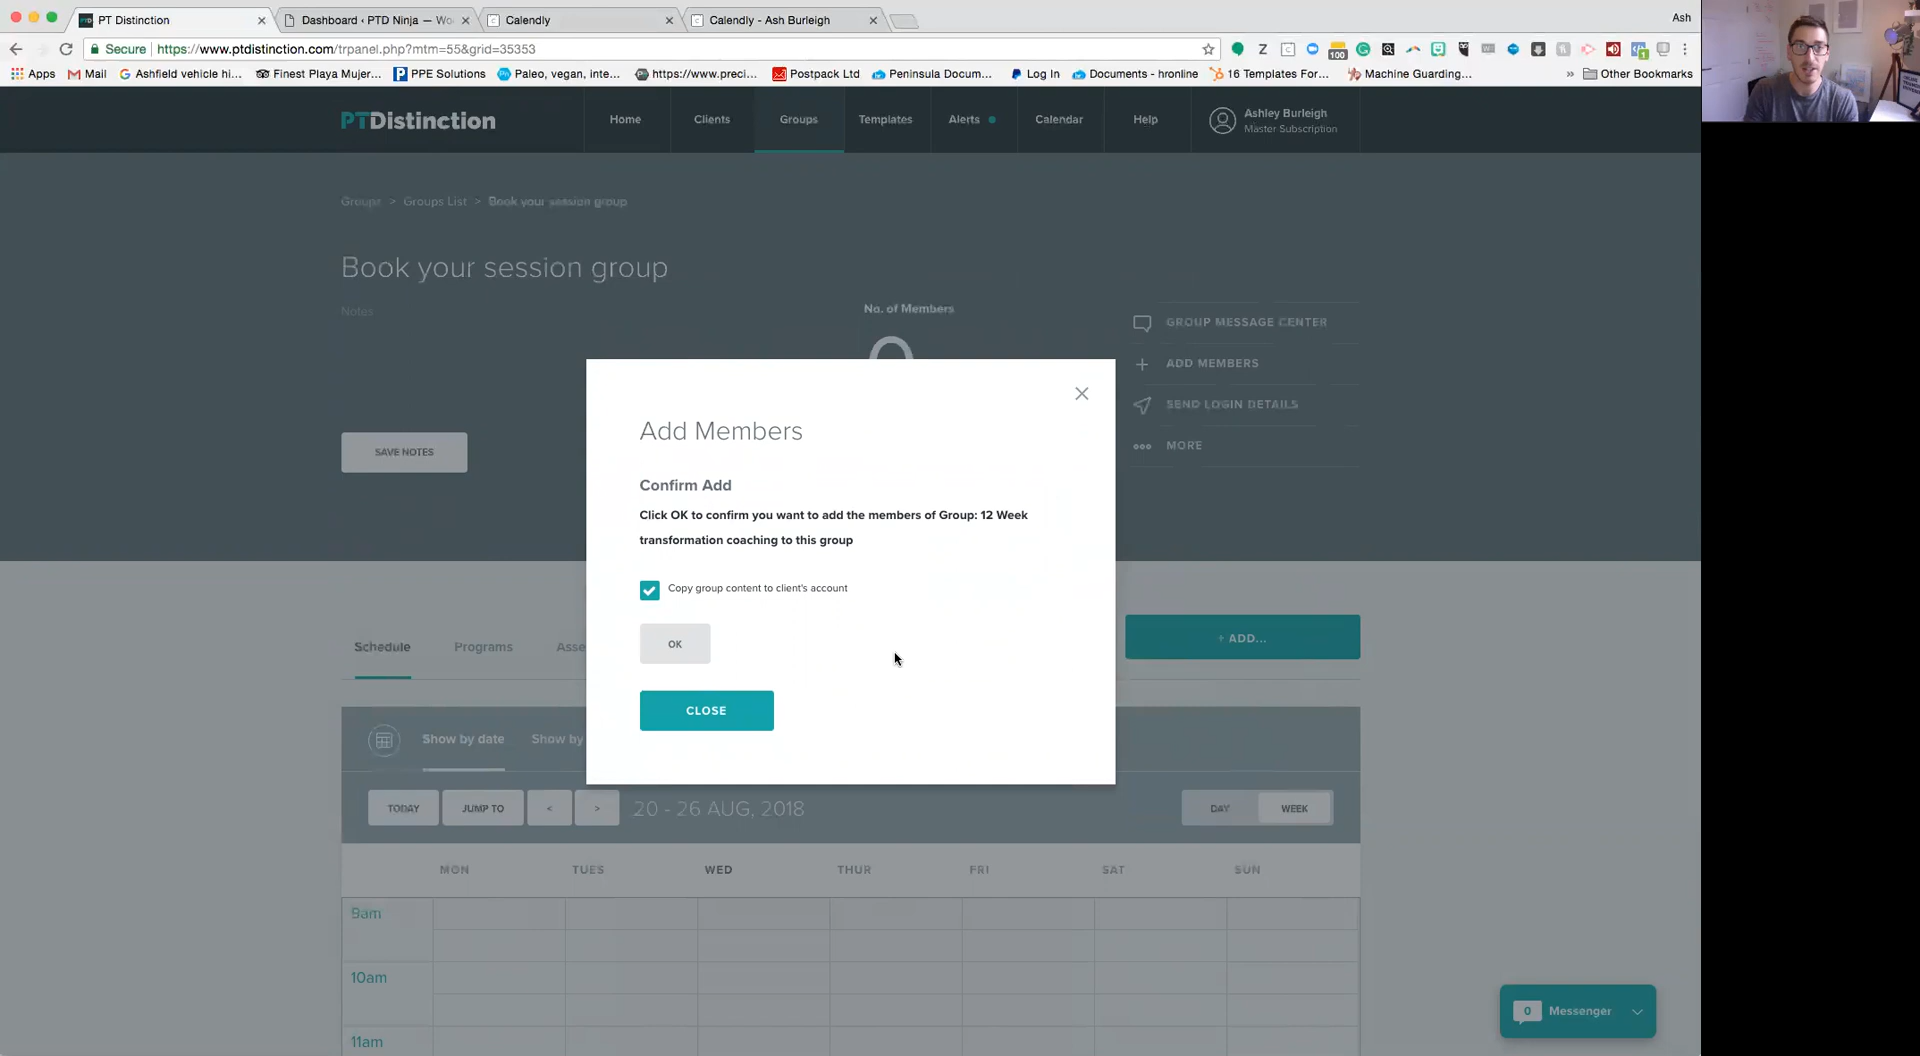 PT Distinction
Dashboard ‹ PTD Ninja — Wo
Calendly
Calendly - Ash Burleigh
Ash
Secure
https://www.ptdistinction.com/trpanel.php?mtm=55&grid=35353
100
1
Apps
Mail
Ashfield vehicle hi...
Finest Playa Mujer...
PPE Solutions
Paleo, vegan, inte...
https://www.preci...
Postpack Ltd
Peninsula Docum...
Log In
Documents - hronline
16 Templates For...
Machine Guarding...
»
Other Bookmarks
PTDistinction
Home
Clients
Groups
Templates
Alerts
Calendar
Help
Ashley Burleigh
Master Subscription
Groups > Groups List > Book your session group
Book your session group
Notes
No. of Members
GROUP MESSAGE CENTER
ADD MEMBERS
SEND LOGIN DETAILS
MORE
SAVE NOTES
Add Members
Confirm Add
Click OK to confirm you want to add the members of Group: 12 Week
transformation coaching to this group
Copy group content to client's account
OK
CLOSE
Schedule
Programs
Asse
+ ADD...
Show by date
Show by
TODAY
JUMP TO
<
>
20 - 26 AUG, 2018
DAY
WEEK
MON
TUES
WED
THUR
FRI
SAT
SUN
9am
10am
11am
0
Messenger